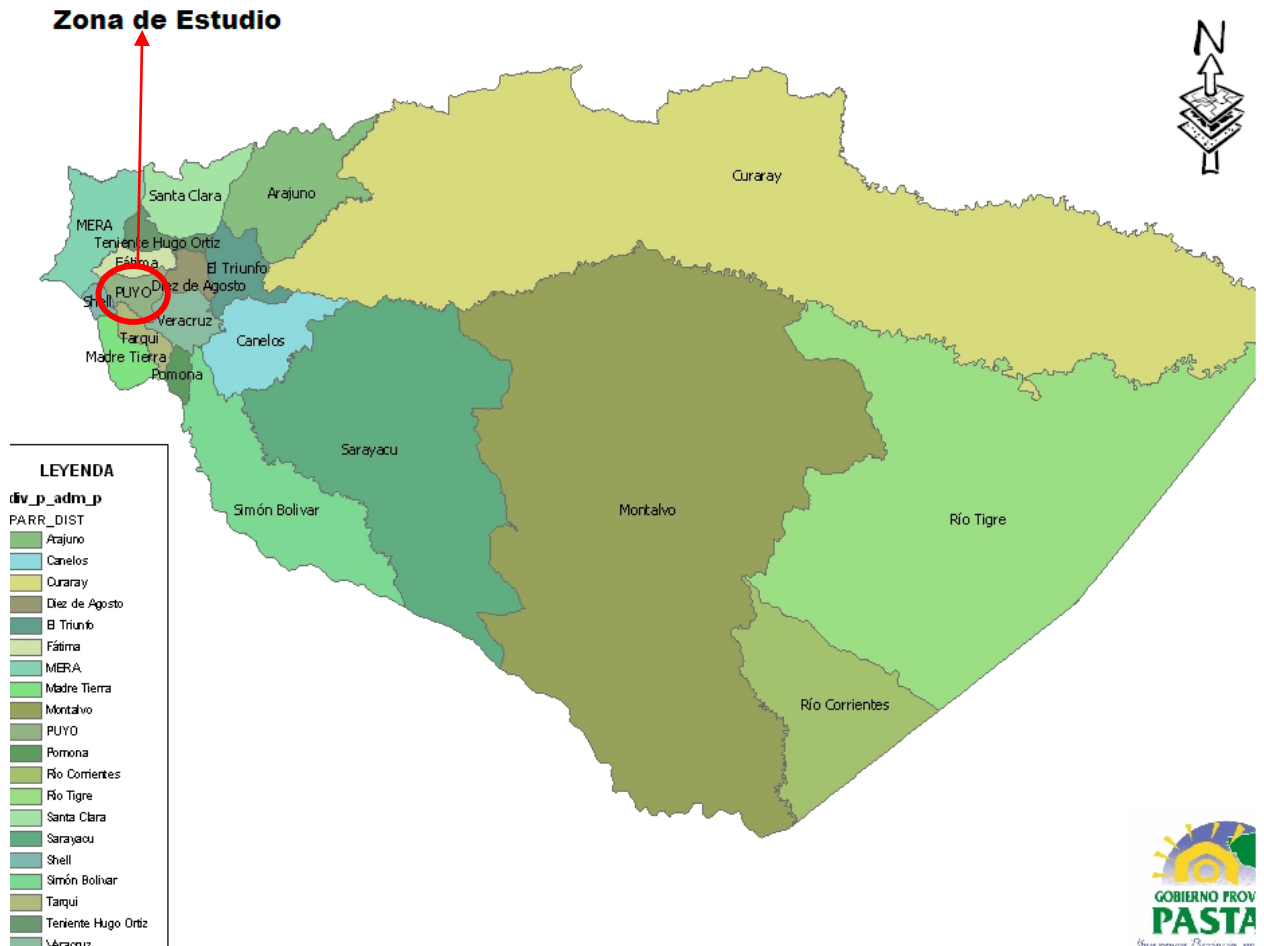 Zona de Estudio
N
Curaray
Santa Clara
Arajuno
MERA
Teniente Hugo Ortíz
Fátima
El Triunfo
Diez de Agosto
PUYO
Shell
Veracruz
Tarqui
Canelos
Madre Tierra
Pomona
Sarayacu
Simón Bolivar
Montalvo
Río Tigre
Río Corrientes
LEYENDA
div_p_adm_p
PARR_DIST
Arajuno
Canelos
Curaray
Diez de Agosto
El Triunfo
Fátima
MERA
Madre Tierra
Montalvo
PUYO
Pomona
Río Corrientes
Río Tigre
Santa Clara
Sarayacu
Shell
Simón Bolivar
Tarqui
Teniente Hugo Ortiz
Veracruz
GOBIERNO PROV
PASTA